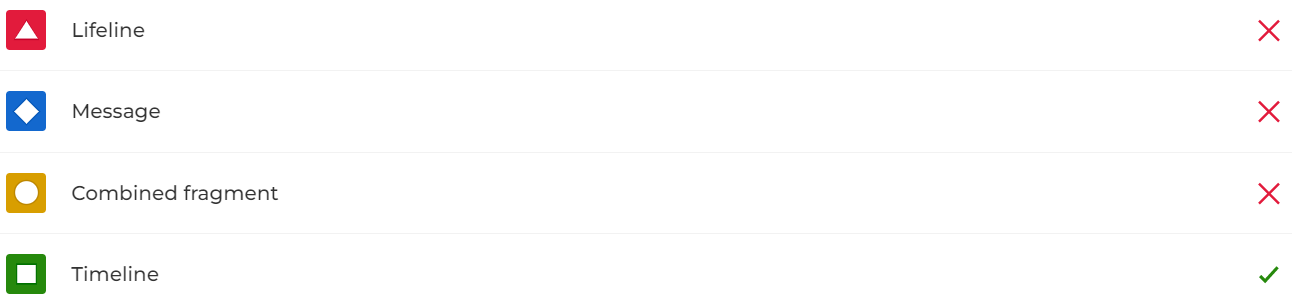 Lifeline
Message
Combined fragment
Timeline